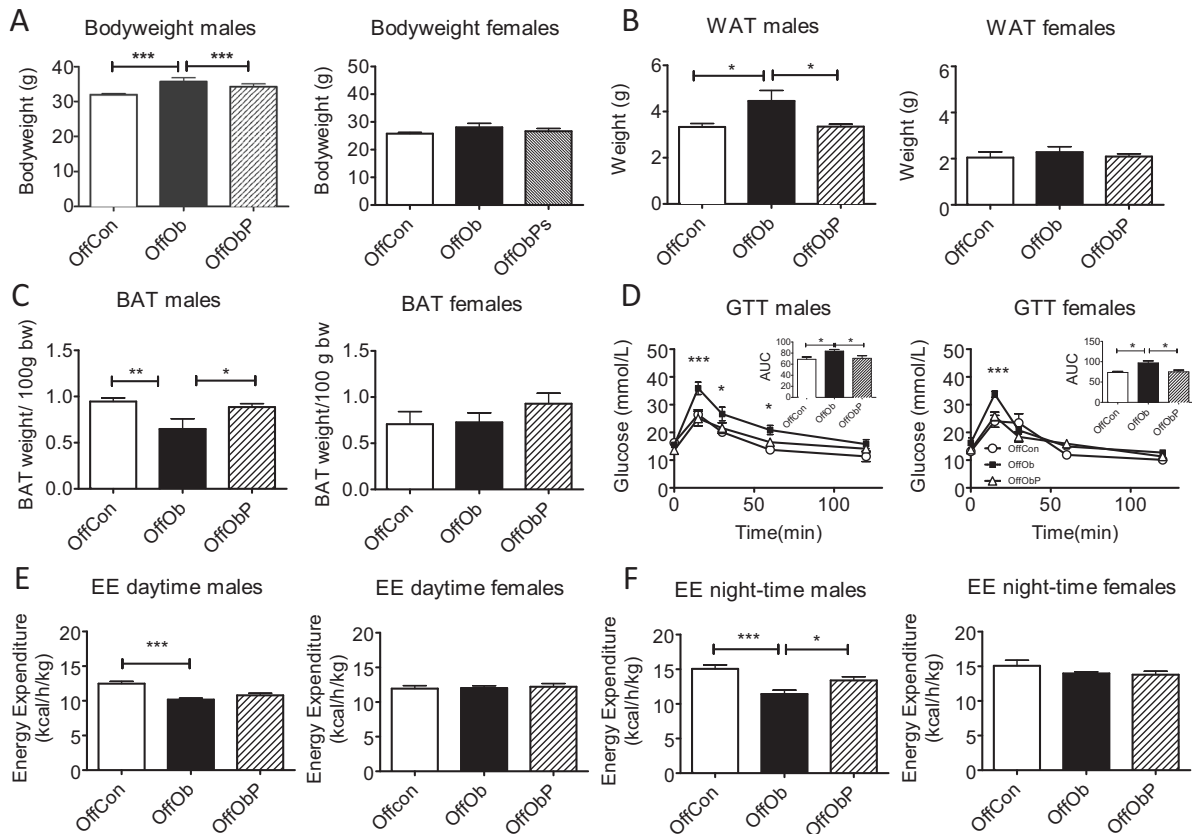 A
Bodyweight males
***
***
Bodyweight (g)
40
30
20
10
0
OffCon
OffOb
OffObP
Bodyweight females
Bodyweight (g)
50
40
30
20
10
0
OffCon
OffOb
OffObPs
B
WAT males
*
*
Weight (g)
6
4
2
0
OffCon
OffOb
OffObP
WAT females
Weight (g)
6
4
2
0
OffCon
OffOb
OffObP
C
BAT males
**
*
BAT weight/ 100g bw)
1.5
1.0
0.5
0.0
OffCon
OffOb
OffObP
BAT females
BAT weight/100 g bw
1.5
1.0
0.5
0.0
OffCon
OffOb
OffObP
D
GTT males
Glucose (mmol/L)
50
40
30
20
10
0
***
*
*
0
50
100
Time(min)
AUC
100
80
60
40
20
0
*
*
OffCon
OffOb
OffObP
GTT females
Glucose (mmol/L)
50
40
30
20
10
0
***
OffCon
OffOb
OffObP
0
50
100
Time(min)
AUC
150
100
50
0
*
*
OffCon
OffOb
OffObP
E
EE daytime males
***
Energy Expenditure
(kcal/h/kg)
20
15
10
5
0
OffCon
OffOb
OffObP
EE daytime females
Energy Expenditure
(kcal/h/kg)
20
15
10
5
0
Offcon
OffOb
OffObP
F
EE night-time males
***
*
Energy Expenditure
(kcal/h/kg)
20
15
10
5
0
OffCon
OffOb
OffObP
EE night-time females
Energy Expenditure
(kcal/h/kg)
20
15
10
5
0
OffCon
OffOb
OffObP